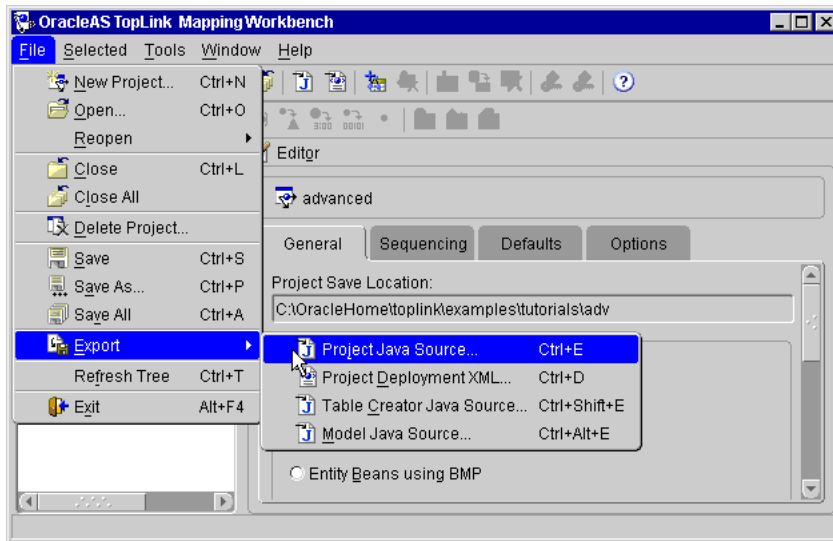 OracleAS TopLink Mapping Workbench
File Selected Tools Window Help
New Project... Ctrl+N
Open... Ctrl+O
Reopen
Close Ctrl+L
Close All
Delete Project...
Save Ctrl+S
Save As... Ctrl+P
Save All Ctrl+A
Export
Refresh Tree Ctrl+T
Exit Alt+F4
Editor
advanced
General Sequencing Defaults Options
Project Save Location:
C:\OracleHome\toplink\examples\tutorials\adv
Project Java Source... Ctrl+E
Project Deployment XML... Ctrl+D
Table Creator Java Source... Ctrl+Shift+E
Model Java Source... Ctrl+Alt+E
Entity Beans using BMP